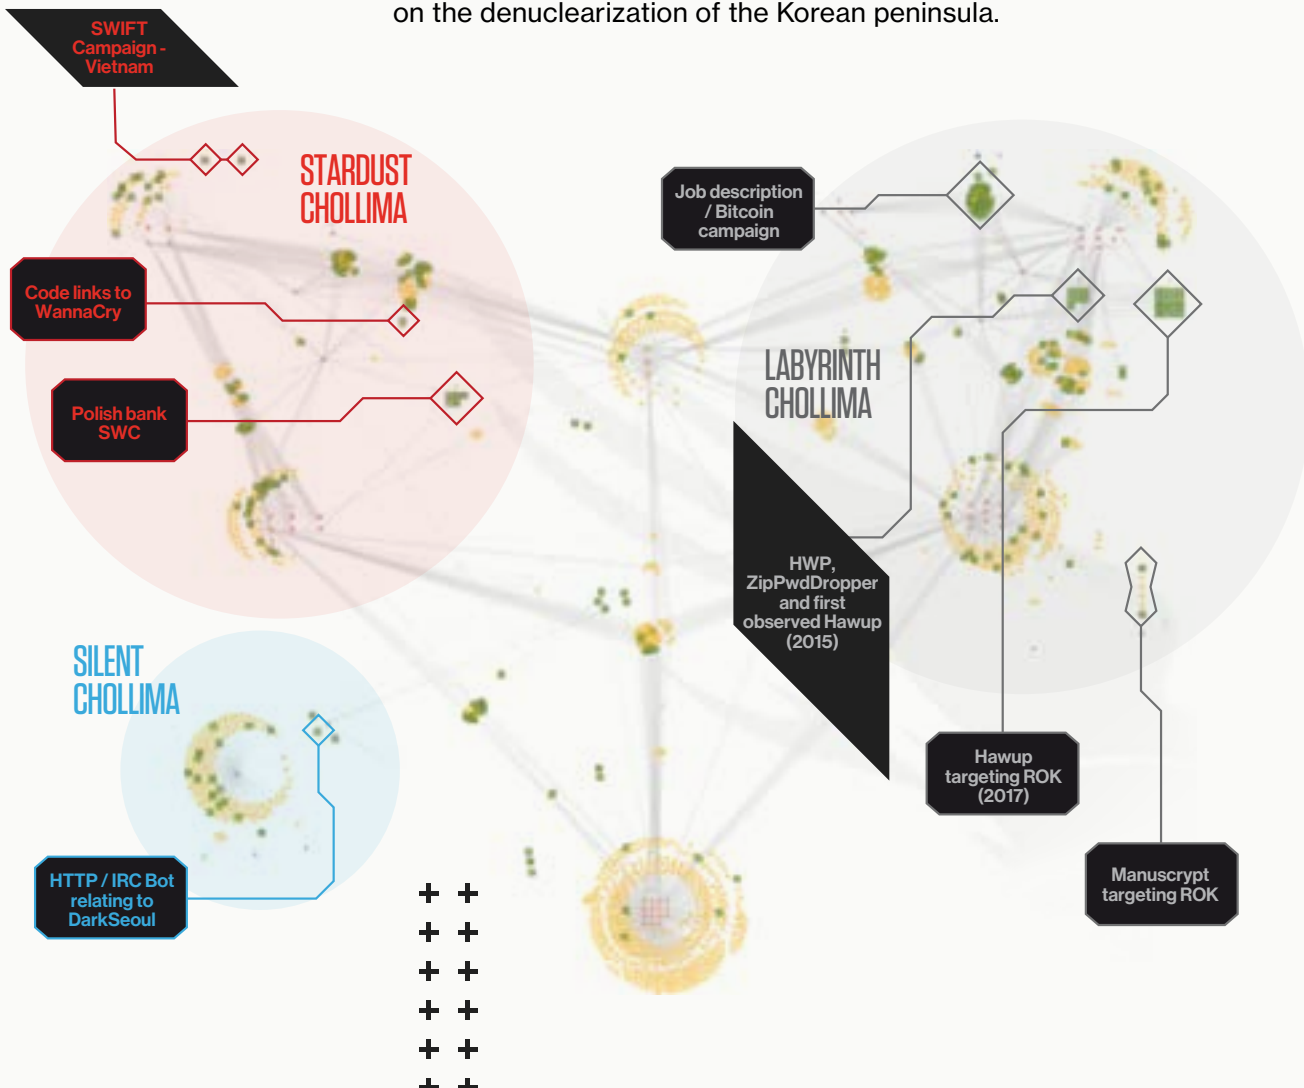 on the denuclearization of the Korean peninsula.
SWIFT
Campaign -
Vietnam
STARDUST
CHOLLIMA
Code links to
WannaCry
Polish bank
SWC
Job description
/ Bitcoin
campaign
LABYRINTH
CHOLLIMA
HWP,
ZipPwdDropper
and first
observed Hawup
(2015)
SILENT
CHOLLIMA
Hawup
targeting ROK
(2017)
HTTP / IRC Bot
relating to
DarkSeoul
Manuscrypt
targeting ROK